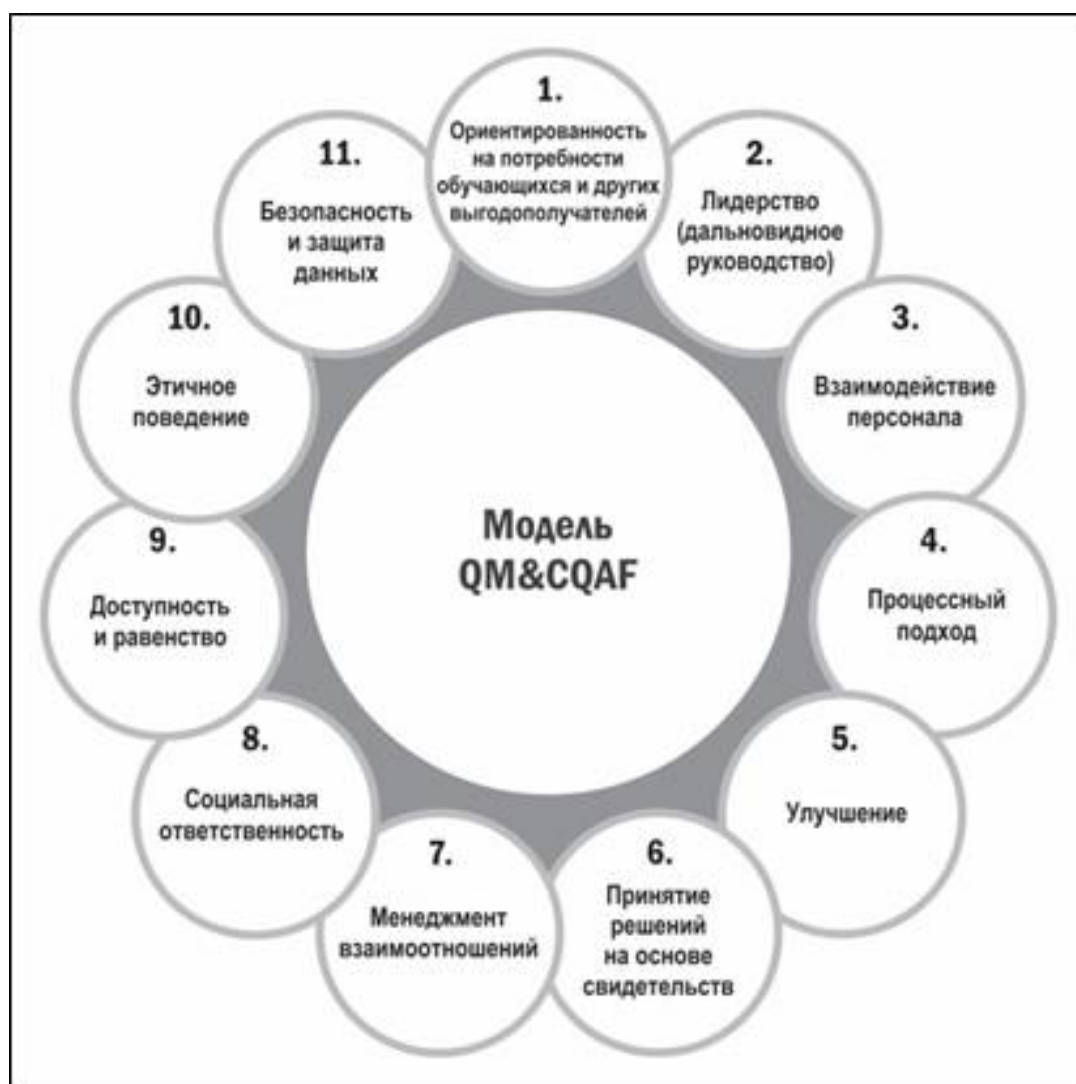 1.
Ориентированность
на потребности
обучающихся и других
выгодополучателей
2.
Лидерство
(дальновидное
руководство)
3.
Взаимодействие
персонала
4.
Процессный
подход
5.
Улучшение
6.
Принятие
решений
на основе
свидетельств
7.
Менеджмент
взаимоотношений
8.
Социальная
ответственность
9.
Доступность
и равенство
10.
Этичное
поведение
11.
Безопасность
и защита
данных
Модель
QM&CQAF